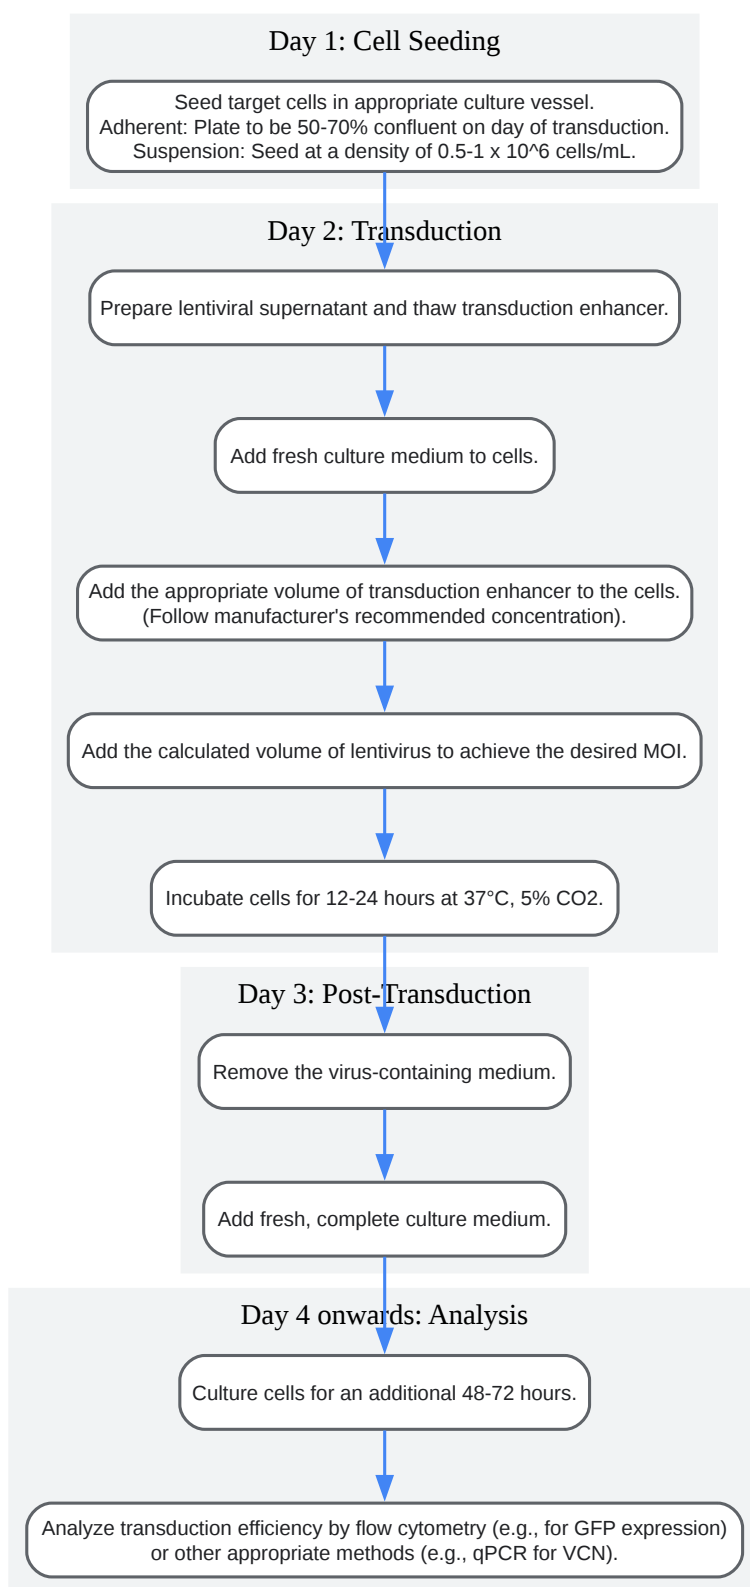 Day 1: Cell Seeding
Seed target cells in appropriate culture vessel.
Adherent: Plate to be 50-70% confluent on day of transduction.
Suspension: Seed at a density of 0.5-1 x 10^6 cells/mL.
Day 2: Transduction
Prepare lentiviral supernatant and thaw transduction enhancer.
Add fresh culture medium to cells.
Add the appropriate volume of transduction enhancer to the cells.
(Follow manufacturer's recommended concentration).
Add the calculated volume of lentivirus to achieve the desired MOI.
Incubate cells for 12-24 hours at 37°C, 5% CO2.
Day 3: Post-Transduction
Remove the virus-containing medium.
Add fresh, complete culture medium.
Day 4 onwards: Analysis
Culture cells for an additional 48-72 hours.
Analyze transduction efficiency by flow cytometry (e.g., for GFP expression)
or other appropriate methods (e.g., qPCR for VCN).